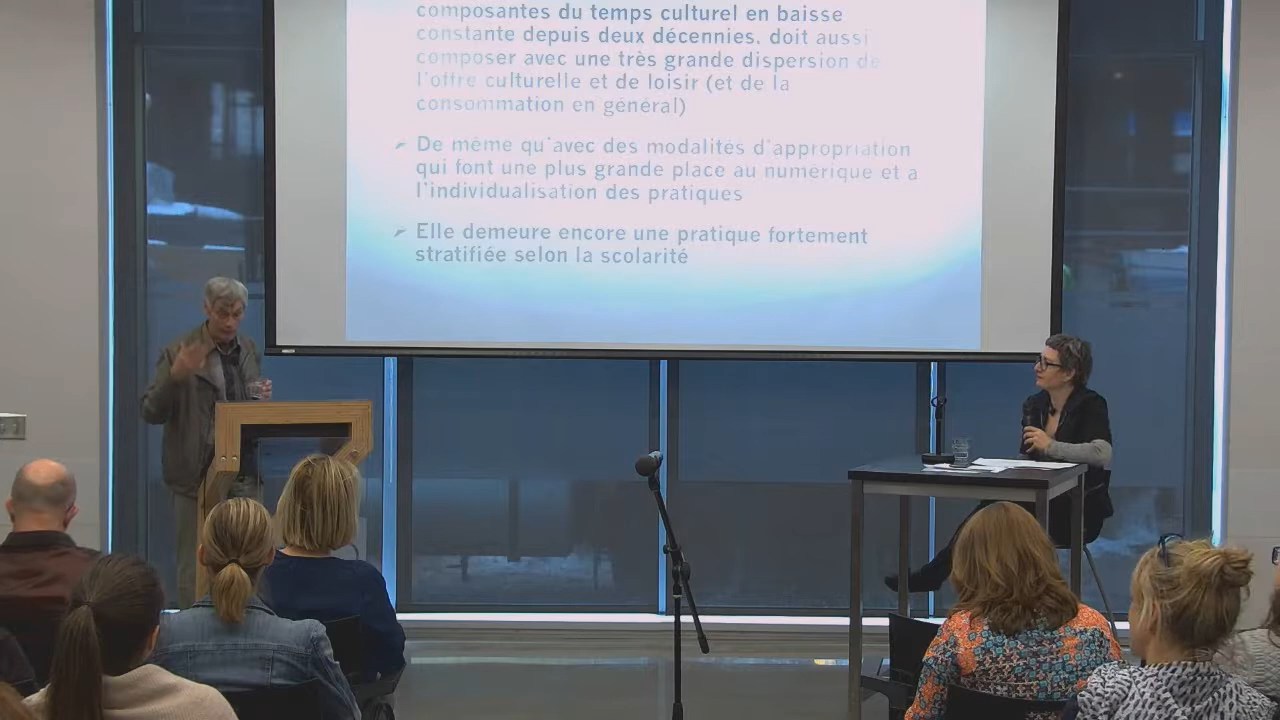 composantes du temps culturel en baisse
constante depuis deux décennies, doit aussi
composer avec une très grande dispersion de
l'offre culturelle et de loisir (et de la
consommation en général)
De même qu'avec des modalités d'appropriation
qui font une plus grande place au numérique et a
l'individualisation des pratiques
Elle demeure encore une pratique fortement
stratifiée selon la scolarité